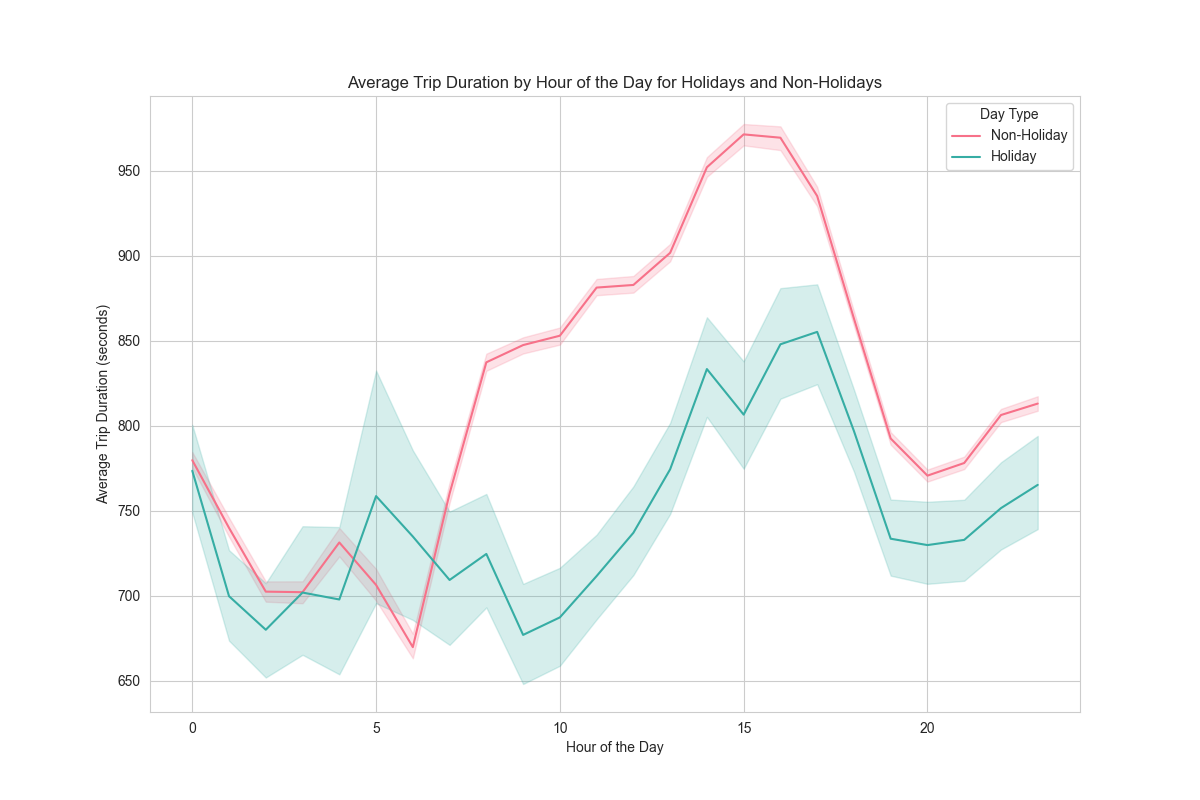 Average Trip Duration by Hour of the Day for Holidays and Non-Holidays
Day Type
Non-Holiday
Holiday
Average Trip Duration (seconds)
950
900
850
800
750
700
650
0 5 10 15 20
Hour of the Day